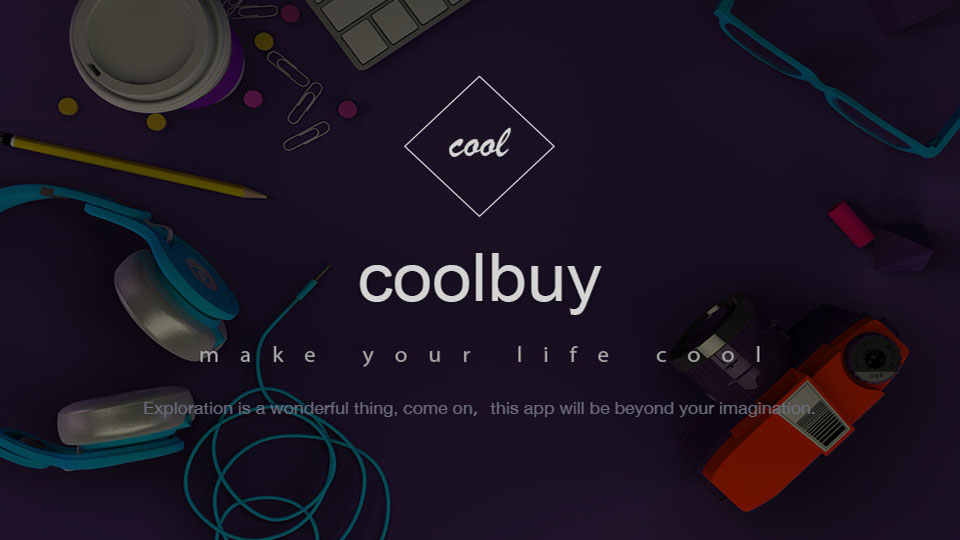 cool
coolbuy
make your life cool
Exploration is a wonderful thing, come on，this app will be beyond your imagination.